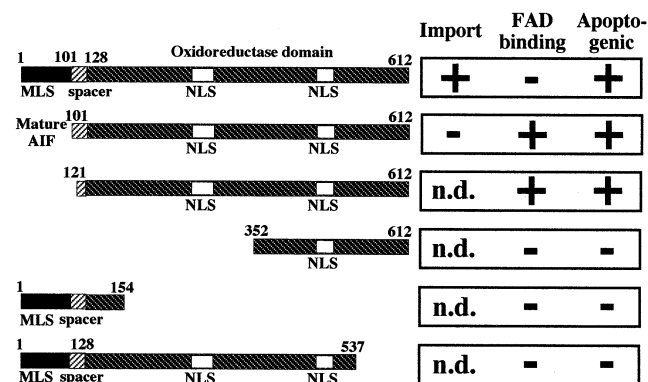 Import FAD binding Apopto-genic
1 101 128 Oxidoreductase domain 612
MLS spacer NLS NLS
+ - +
Mature AIF 101 612
NLS NLS
- + +
121 612
NLS NLS
n.d. + +
352 612
NLS
n.d. - -
1 154
MLS spacer
n.d. - -
1 128 537
MLS spacer NLS NLS
n.d. - -